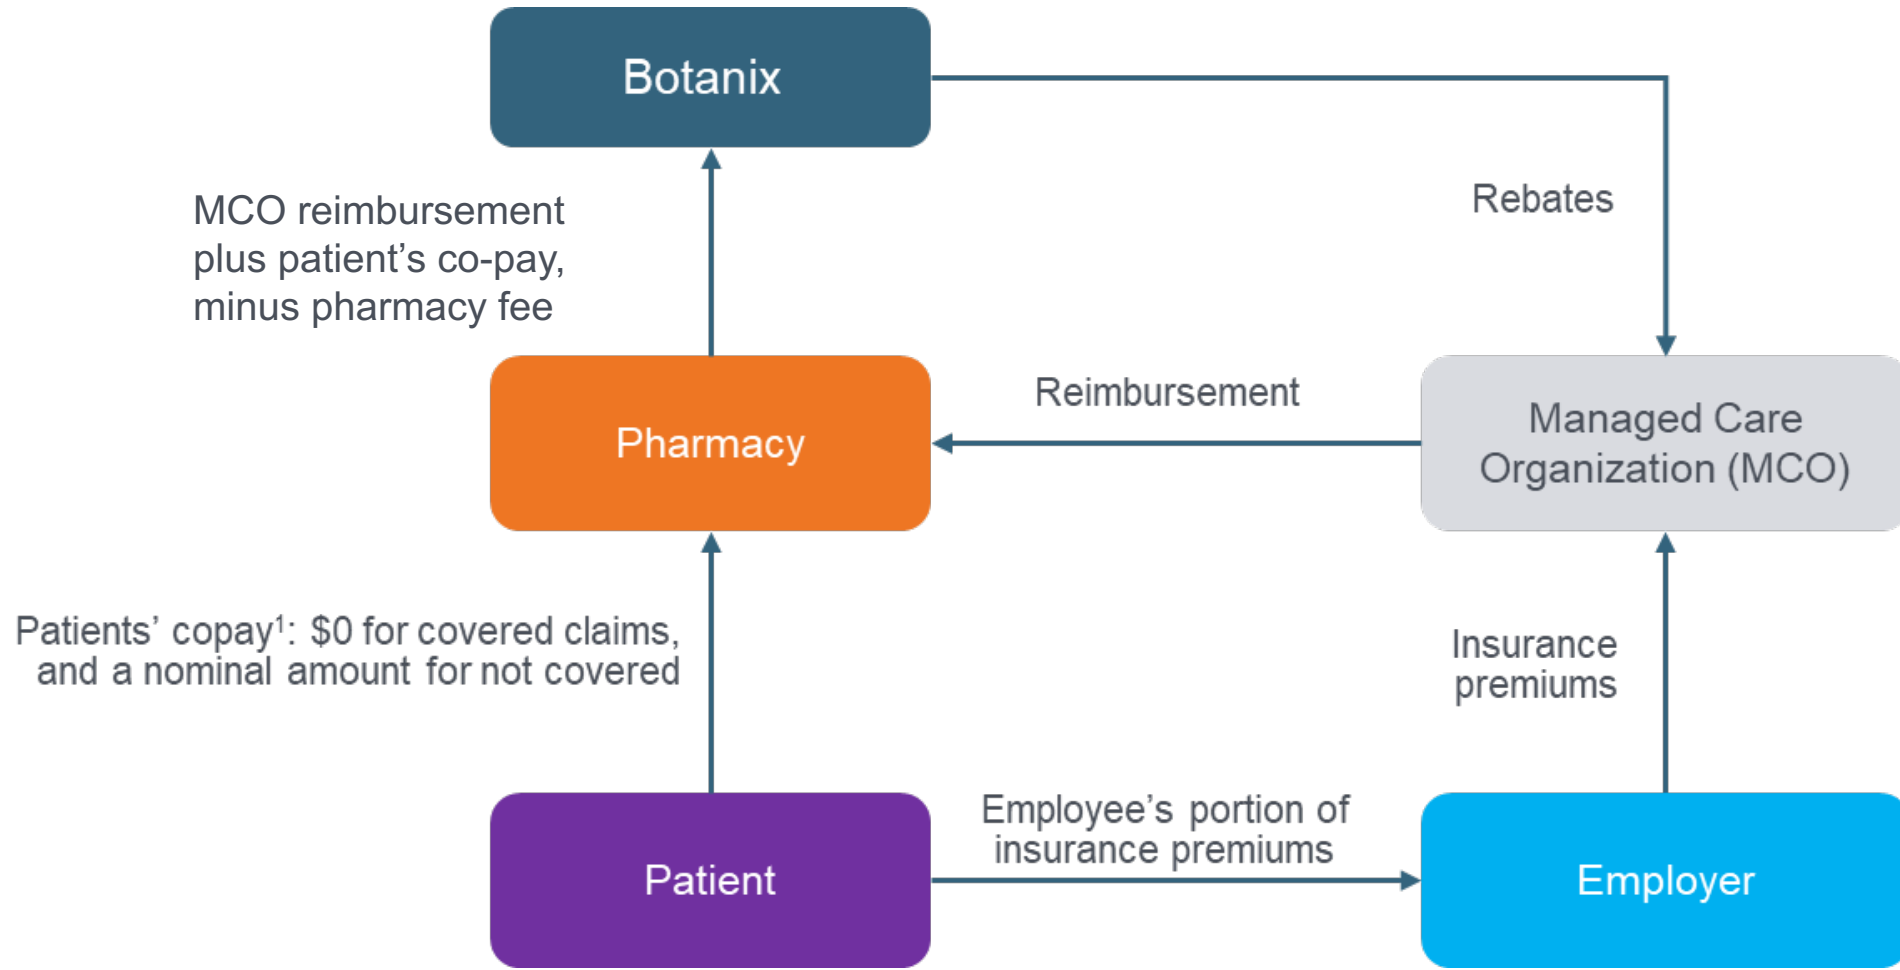 Botanix
Rebates
MCO reimbursement
plus patient’s co-pay,
minus pharmacy fee
Reimbursement
Pharmacy
Managed Care
Organization (MCO)
Patients’ copay¹: $0 for covered claims,
and a nominal amount for not covered
Insurance
premiums
Employee’s portion of
insurance premiums
Patient
Employer